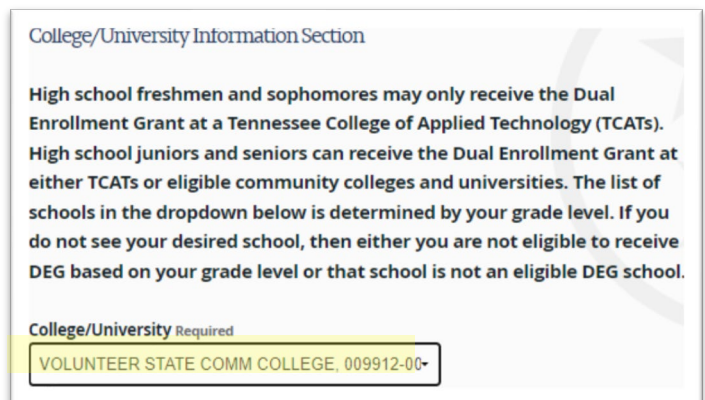 College/University Information Section
High school freshmen and sophomores may only receive the Dual
Enrollment Grant at a Tennessee College of Applied Technology (TCATs).
High school juniors and seniors can receive the Dual Enrollment Grant at
either TCATs or eligible community colleges and universities. The list of
schools in the dropdown below is determined by your grade level. If you
do not see your desired school, then either you are not eligible to receive
DEG based on your grade level or that school is not an eligible DEG school.
College/University Required
VOLUNTEER STATE COMM COLLEGE, 009912-00